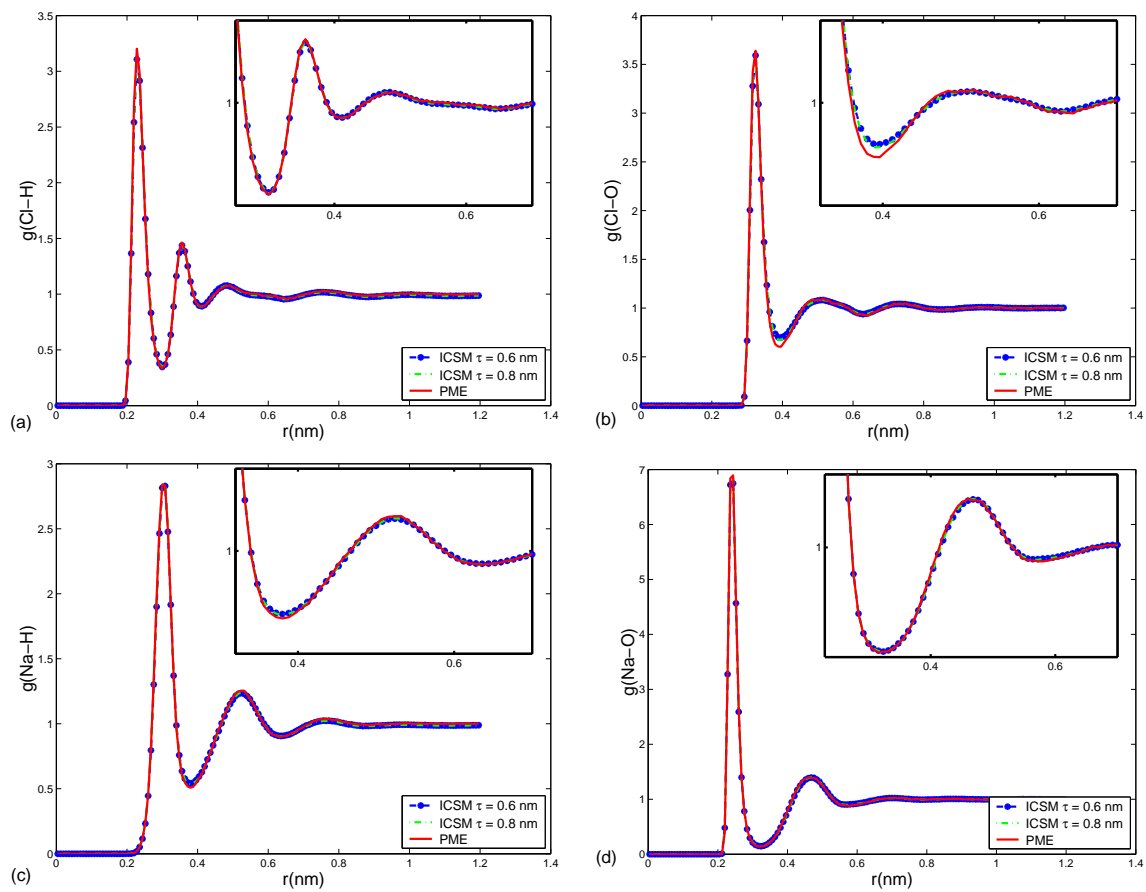 (a)
g(Cl−H)
3.5
3
2.5
2
1.5
1
0.5
0
0 0.2 0.4 0.6 0.8 1 1.2 1.4
r(nm)
1
0.4 0.6
ICSM τ = 0.6 nm
ICSM τ = 0.8 nm
PME
(b)
g(Cl−O)
4
3.5
3
2.5
2
1.5
1
0.5
0
0 0.2 0.4 0.6 0.8 1 1.2 1.4
r(nm)
1
0.4 0.6
ICSM τ = 0.6 nm
ICSM τ = 0.8 nm
PME
(c)
g(Na−H)
3
2.5
2
1.5
1
0.5
0
0 0.2 0.4 0.6 0.8 1 1.2 1.4
r(nm)
1
0.4 0.6
ICSM τ = 0.6 nm
ICSM τ = 0.8 nm
PME
(d)
g(Na−O)
7
6
5
4
3
2
1
0
0 0.2 0.4 0.6 0.8 1 1.2 1.4
r(nm)
1
0.4 0.6
ICSM τ = 0.6 nm
ICSM τ = 0.8 nm
PME